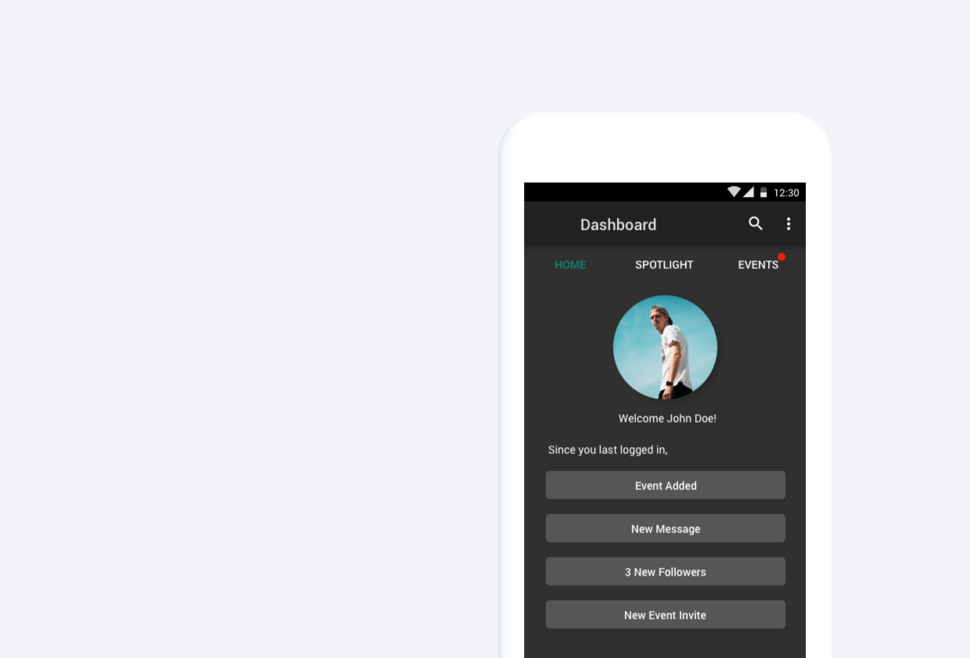 12:30
Dashboard
HOME SPOTLIGHT EVENTS
Welcome John Doe!
Since you last logged in,
Event Added
New Message
3 New Followers
New Event Invite